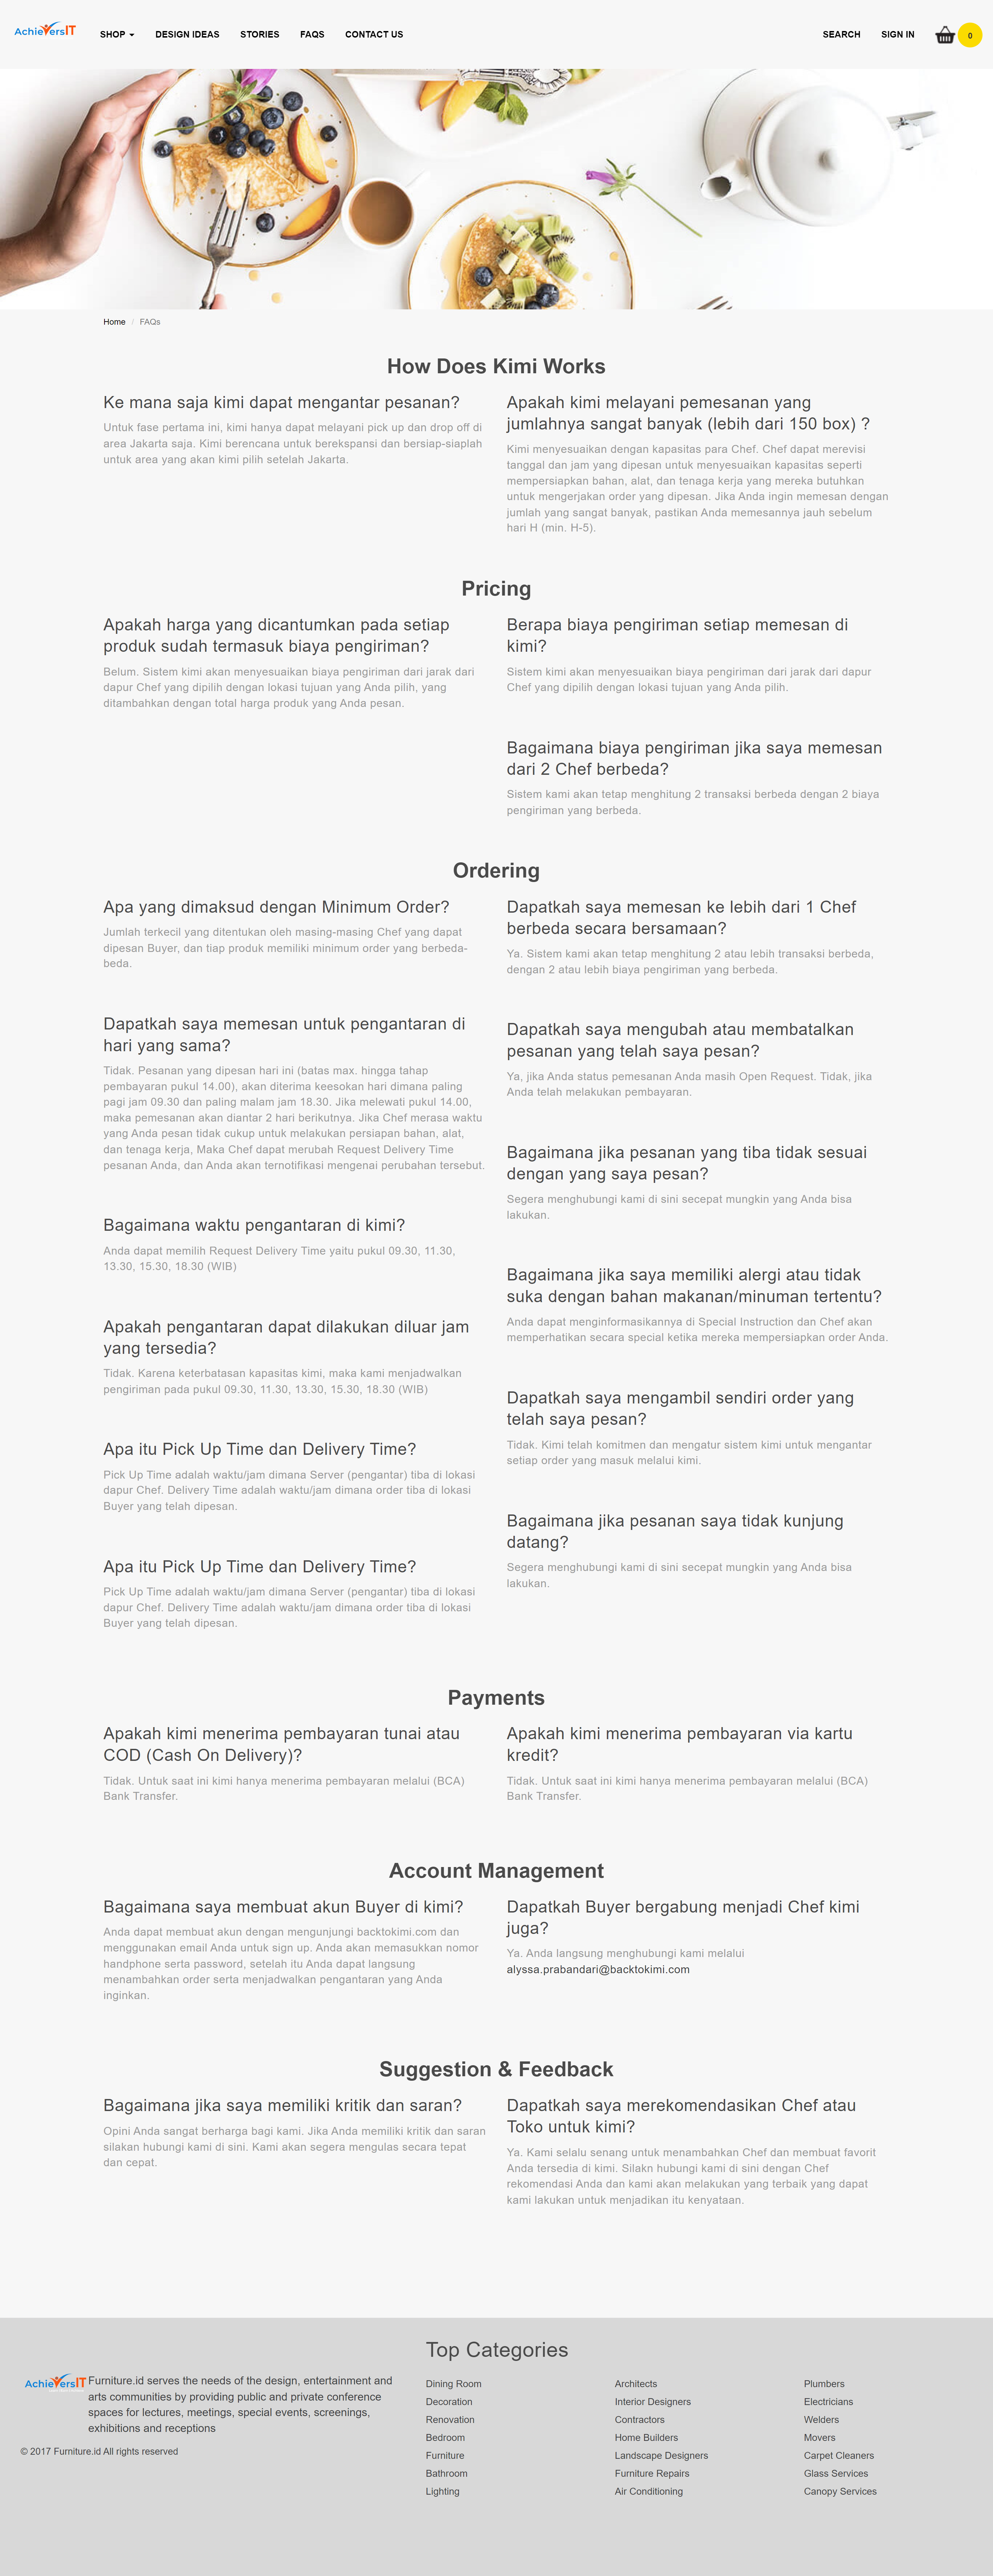 AchieversIT
SHOP
DESIGN IDEAS
STORIES
FAQS
CONTACT US
SEARCH
SIGN IN
0
Home / FAQs
How Does Kimi Works
Ke mana saja kimi dapat mengantar pesanan?
Untuk fase pertama ini, kimi hanya dapat melayani pick up dan drop off di
area Jakarta saja. Kimi berencana untuk berekspansi dan bersiap-siaplah
untuk area yang akan kimi pilih setelah Jakarta.
Apakah kimi melayani pemesanan yang
jumlahnya sangat banyak (lebih dari 150 box) ?
Kimi menyesuaikan dengan kapasitas para Chef. Chef dapat merevisi
tanggal dan jam yang dipesan untuk menyesuaikan kapasitas seperti
mempersiapkan bahan, alat, dan tenaga kerja yang mereka butuhkan
untuk mengerjakan order yang dipesan. Jika Anda ingin memesan dengan
jumlah yang sangat banyak, pastikan Anda memesannya jauh sebelum
hari H (min. H-5).
Pricing
Apakah harga yang dicantumkan pada setiap
produk sudah termasuk biaya pengiriman?
Belum. Sistem kimi akan menyesuaikan biaya pengiriman dari jarak dari
dapur Chef yang dipilih dengan lokasi tujuan yang Anda pilih, yang
ditambahkan dengan total harga produk yang Anda pesan.
Berapa biaya pengiriman setiap memesan di
kimi?
Sistem kimi akan menyesuaikan biaya pengiriman dari jarak dari dapur
Chef yang dipilih dengan lokasi tujuan yang Anda pilih.
Bagaimana biaya pengiriman jika saya memesan
dari 2 Chef berbeda?
Sistem kami akan tetap menghitung 2 transaksi berbeda dengan 2 biaya
pengiriman yang berbeda.
Ordering
Apa yang dimaksud dengan Minimum Order?
Jumlah terkecil yang ditentukan oleh masing-masing Chef yang dapat
dipesan Buyer, dan tiap produk memiliki minimum order yang berbeda-
beda.
Dapatkah saya memesan untuk pengantaran di
hari yang sama?
Tidak. Pesanan yang dipesan hari ini (batas max. hingga tahap
pembayaran pukul 14.00), akan diterima keesokan hari dimana paling
pagi jam 09.30 dan paling malam jam 18.30. Jika melewati pukul 14.00,
maka pemesanan akan diantar 2 hari berikutnya. Jika Chef merasa waktu
yang Anda pesan tidak cukup untuk melakukan persiapan bahan, alat,
dan tenaga kerja, Maka Chef dapat merubah Request Delivery Time
pesanan Anda, dan Anda akan ternotifikasi mengenai perubahan tersebut.
Bagaimana waktu pengantaran di kimi?
Anda dapat memilih Request Delivery Time yaitu pukul 09.30, 11.30,
13.30, 15.30, 18.30 (WIB)
Apakah pengantaran dapat dilakukan diluar jam
yang tersedia?
Tidak. Karena keterbatasan kapasitas kimi, maka kami menjadwalkan
pengiriman pada pukul 09.30, 11.30, 13.30, 15.30, 18.30 (WIB)
Apa itu Pick Up Time dan Delivery Time?
Pick Up Time adalah waktu/jam dimana Server (pengantar) tiba di lokasi
dapur Chef. Delivery Time adalah waktu/jam dimana order tiba di lokasi
Buyer yang telah dipesan.
Apa itu Pick Up Time dan Delivery Time?
Pick Up Time adalah waktu/jam dimana Server (pengantar) tiba di lokasi
dapur Chef. Delivery Time adalah waktu/jam dimana order tiba di lokasi
Buyer yang telah dipesan.
Dapatkah saya memesan ke lebih dari 1 Chef
berbeda secara bersamaan?
Ya. Sistem kami akan tetap menghitung 2 atau lebih transaksi berbeda,
dengan 2 atau lebih biaya pengiriman yang berbeda.
Dapatkah saya mengubah atau membatalkan
pesanan yang telah saya pesan?
Ya, jika Anda status pemesanan Anda masih Open Request. Tidak, jika
Anda telah melakukan pembayaran.
Bagaimana jika pesanan yang tiba tidak sesuai
dengan yang saya pesan?
Segera menghubungi kami di sini secepat mungkin yang Anda bisa
lakukan.
Bagaimana jika saya memiliki alergi atau tidak
suka dengan bahan makanan/minuman tertentu?
Anda dapat menginformasikannya di Special Instruction dan Chef akan
memperhatikan secara special ketika mereka mempersiapkan order Anda.
Dapatkah saya mengambil sendiri order yang
telah saya pesan?
Tidak. Kimi telah komitmen dan mengatur sistem kimi untuk mengantar
setiap order yang masuk melalui kimi.
Bagaimana jika pesanan saya tidak kunjung
datang?
Segera menghubungi kami di sini secepat mungkin yang Anda bisa
lakukan.
Payments
Apakah kimi menerima pembayaran tunai atau
COD (Cash On Delivery)?
Tidak. Untuk saat ini kimi hanya menerima pembayaran melalui (BCA)
Bank Transfer.
Apakah kimi menerima pembayaran via kartu
kredit?
Tidak. Untuk saat ini kimi hanya menerima pembayaran melalui (BCA)
Bank Transfer.
Account Management
Bagaimana saya membuat akun Buyer di kimi?
Anda dapat membuat akun dengan mengunjungi backtokimi.com dan
menggunakan email Anda untuk sign up. Anda akan memasukkan nomor
handphone serta password, setelah itu Anda dapat langsung
menambahkan order serta menjadwalkan pengantaran yang Anda
inginkan.
Dapatkah Buyer bergabung menjadi Chef kimi
juga?
Ya. Anda langsung menghubungi kami melalui
alyssa.prabandari@backtokimi.com
Suggestion & Feedback
Bagaimana jika saya memiliki kritik dan saran?
Opini Anda sangat berharga bagi kami. Jika Anda memiliki kritik dan saran
silakan hubungi kami di sini. Kami akan segera mengulas secara tepat
dan cepat.
Dapatkah saya merekomendasikan Chef atau
Toko untuk kimi?
Ya. Kami selalu senang untuk menambahkan Chef dan membuat favorit
Anda tersedia di kimi. Silakn hubungi kami di sini dengan Chef
rekomendasi Anda dan kami akan melakukan yang terbaik yang dapat
kami lakukan untuk menjadikan itu kenyataan.
AchieversIT
Furniture.id serves the needs of the design, entertainment and
arts communities by providing public and private conference
spaces for lectures, meetings, special events, screenings,
exhibitions and receptions
© 2017 Furniture.id All rights reserved
Top Categories
Dining Room
Decoration
Renovation
Bedroom
Furniture
Bathroom
Lighting
Architects
Interior Designers
Contractors
Home Builders
Landscape Designers
Furniture Repairs
Air Conditioning
Plumbers
Electricians
Welders
Movers
Carpet Cleaners
Glass Services
Canopy Services